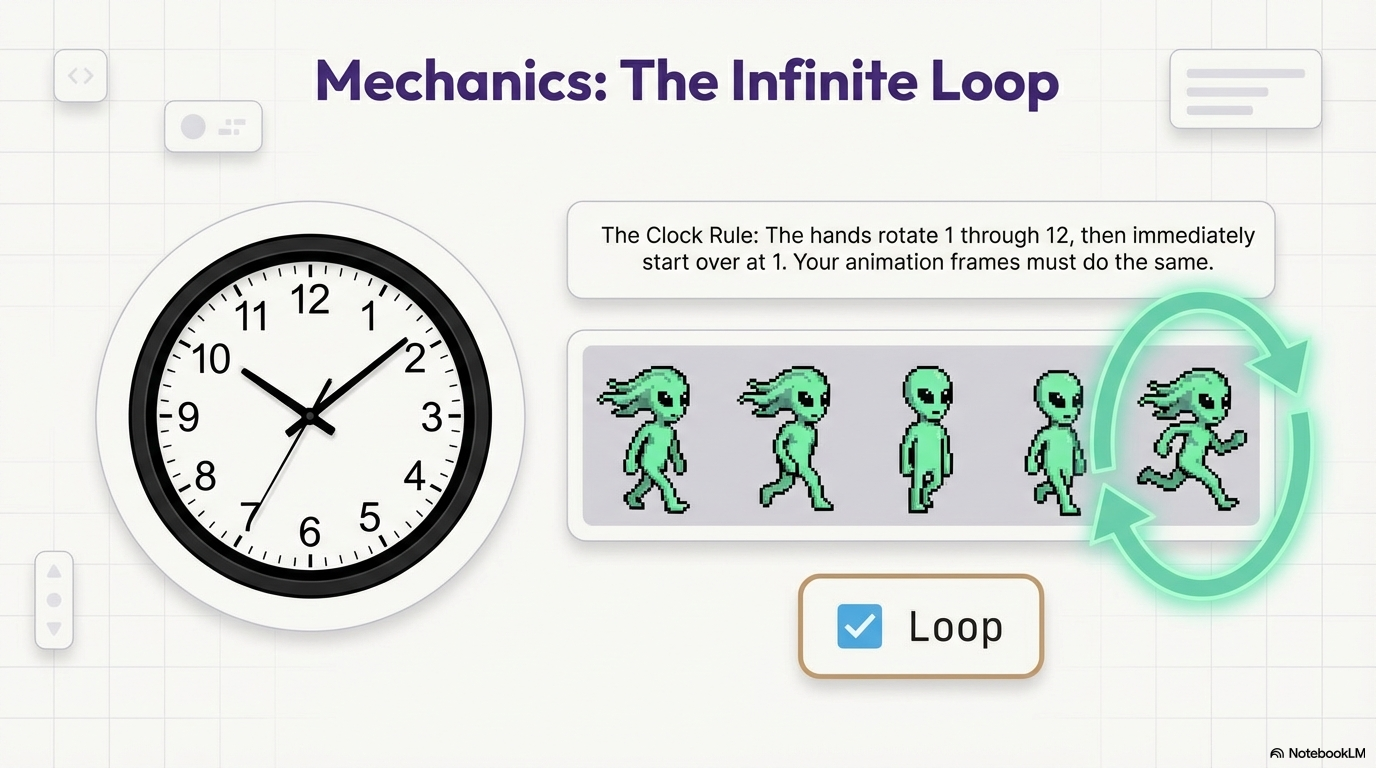 Mechanics: The Infinite Loop
The Clock Rule: The hands rotate 1 through 12, then immediately
start over at 1. Your animation frames must do the same.
12
1
2
3
4
5
6
7
8
9
10
11
Loop
NotebookLM